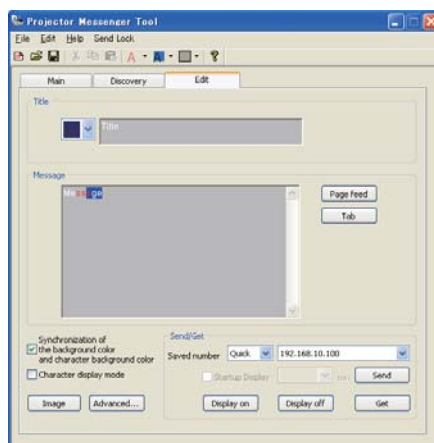 Projector Messenger Tool
File Edit Help Send Lock
A A ?
Main Discovery Edit
Title
Title
Message
Message
Page Feed
Tab
Synchronization of
the background color
and character background color
Character display mode
Image Advanced...
Send/Get
Saved number Quick 192.168.10.100
Startup Display
Send
Display on Display off Get